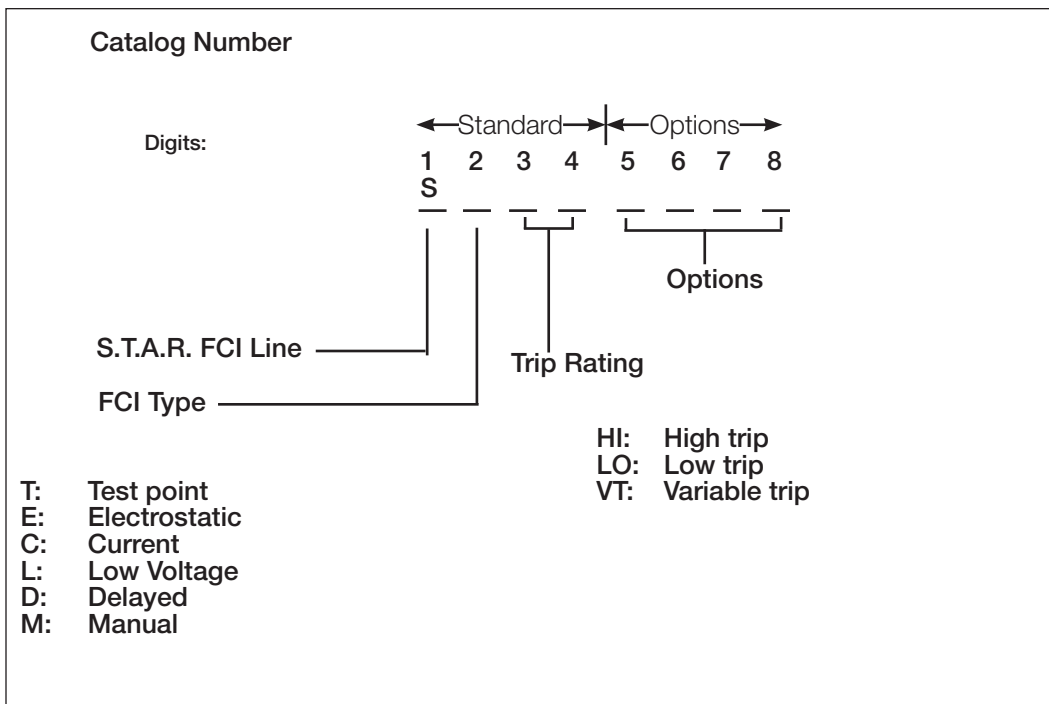 Catalog Number
Standard Options
Digits:
1 2 3 4 5 6 7 8
S
Options
S.T.A.R. FCI Line
Trip Rating
FCI Type
HI: High trip
LO: Low trip
VT: Variable trip
T: Test point
E: Electrostatic
C: Current
L: Low Voltage
D: Delayed
M: Manual